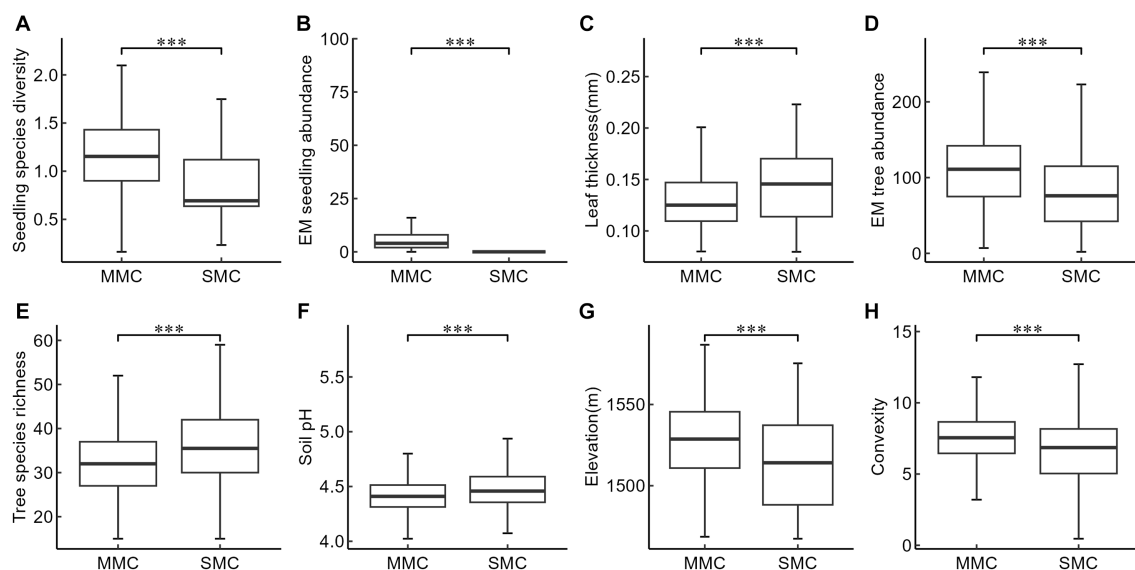 A
Seedling species diversity
2.0
1.5
1.0
0.5
***
MMC SMC
B
EM seedling abundance
100
75
50
25
0
***
MMC SMC
C
Leaf thickness(mm)
0.25
0.20
0.15
0.10
***
MMC SMC
D
EM tree abundance
200
100
0
***
MMC SMC
E
Tree species richness
60
50
40
30
20
***
MMC SMC
F
Soil pH
5.5
5.0
4.5
4.0
***
MMC SMC
G
Elevation(m)
1550
1500
***
MMC SMC
H
Convexity
15
10
5
0
***
MMC SMC